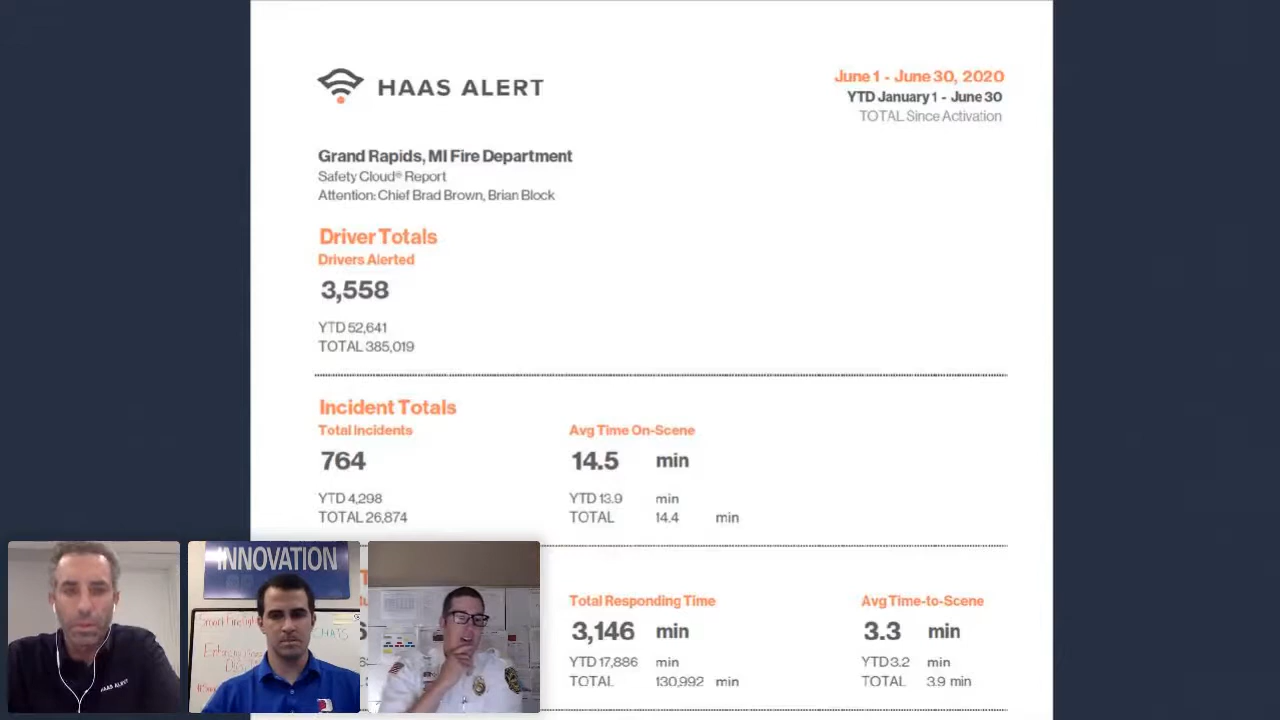 HAAS ALERT
June 1 - June 30, 2020
YTD January 1 - June 30
TOTAL Since Activation
Grand Rapids, MI Fire Department
Safety Cloud® Report
Attention: Chief Brad Brown, Brian Block
Driver Totals
Drivers Alerted
3,558
YTD 52,641
TOTAL 385,019
Incident Totals
Total Incidents
Avg Time On-Scene
764
14.5 min
YTD 4,298
YTD 13.9 min
TOTAL 26,874
TOTAL 14.4 min
Total Responding Time
Avg Time-to-Scene
3,146 min
3.3 min
YTD 17,886 min
YTD 3.2 min
TOTAL 130,992 min
TOTAL 3.9 min
INNOVATION
HAAS ALERT